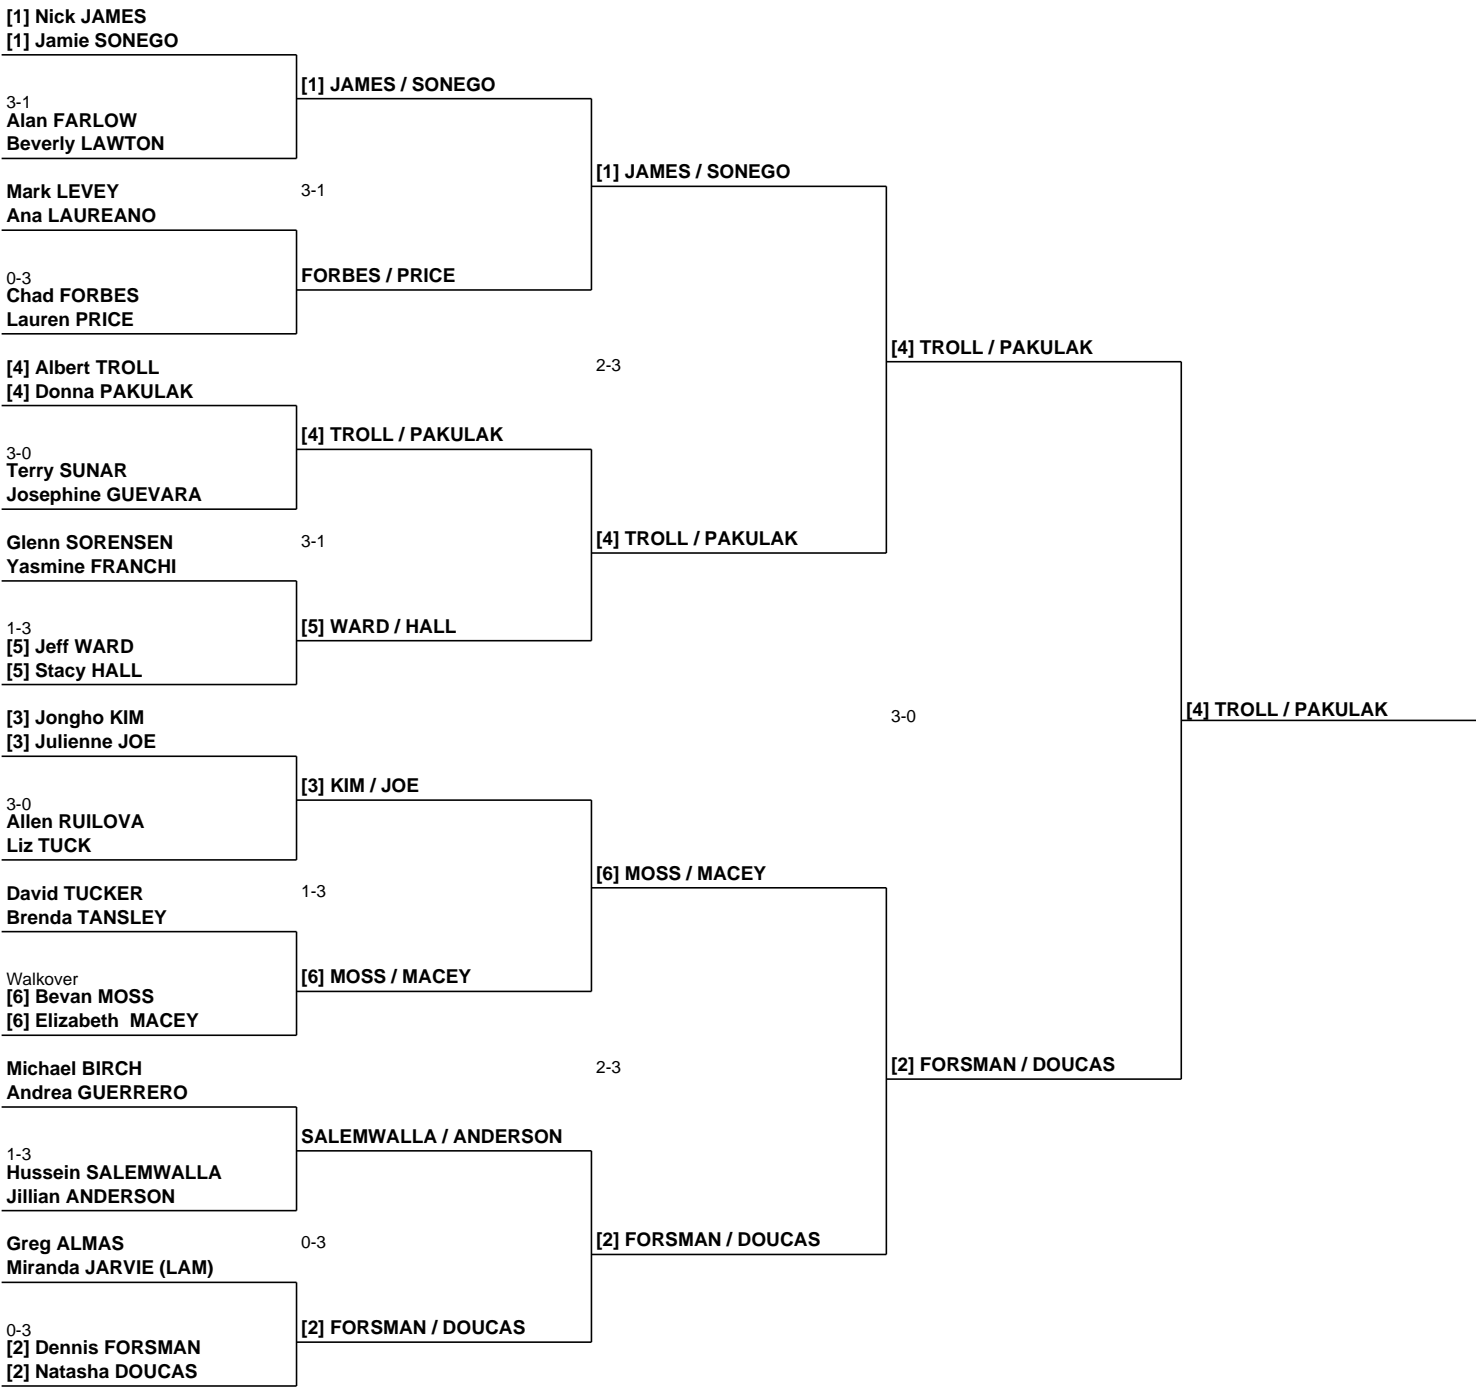 [1] Nick JAMES
[1] Jamie SONEGO
[1] JAMES / SONEGO
3-1
Alan FARLOW
Beverly LAWTON
[1] JAMES / SONEGO
Mark LEVEY
3-1
Ana LAUREANO
FORBES / PRICE
0-3
Chad FORBES
Lauren PRICE
[4] TROLL / PAKULAK
[4] Albert TROLL
2-3
[4] Donna PAKULAK
[4] TROLL / PAKULAK
3-0
Terry SUNAR
Josephine GUEVARA
[4] TROLL / PAKULAK
Glenn SORENSEN
3-1
Yasmine FRANCHI
[5] WARD / HALL
1-3
[5] Jeff WARD
[5] Stacy HALL
[4] TROLL / PAKULAK
[3] Jongho KIM
3-0
[3] Julienne JOE
[3] KIM / JOE
3-0
Allen RUILOVA
Liz TUCK
[6] MOSS / MACEY
David TUCKER
1-3
Brenda TANSLEY
[6] MOSS / MACEY
Walkover
[6] Bevan MOSS
[6] Elizabeth  MACEY
[2] FORSMAN / DOUCAS
Michael BIRCH
2-3
Andrea GUERRERO
SALEMWALLA / ANDERSON
1-3
Hussein SALEMWALLA
Jillian ANDERSON
[2] FORSMAN / DOUCAS
Greg ALMAS
0-3
Miranda JARVIE (LAM)
[2] FORSMAN / DOUCAS
0-3
[2] Dennis FORSMAN
[2] Natasha DOUCAS